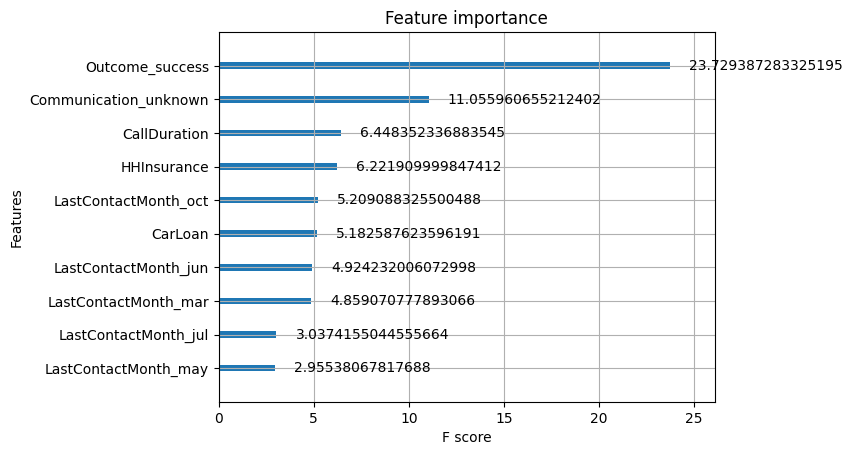 Feature importance
Outcome_success 23.729387283325195
Communication_unknown 11.055960655212402
CallDuration 6.448352336883545
HHInsurance 6.221909999847412
LastContactMonth_oct 5.209088325500488
CarLoan 5.182587623596191
LastContactMonth_jun 4.924232006072998
LastContactMonth_mar 4.859070777893066
LastContactMonth_jul 3.0374155044555664
LastContactMonth_may 2.95538067817688
Features
0 5 10 15 20 25
F score